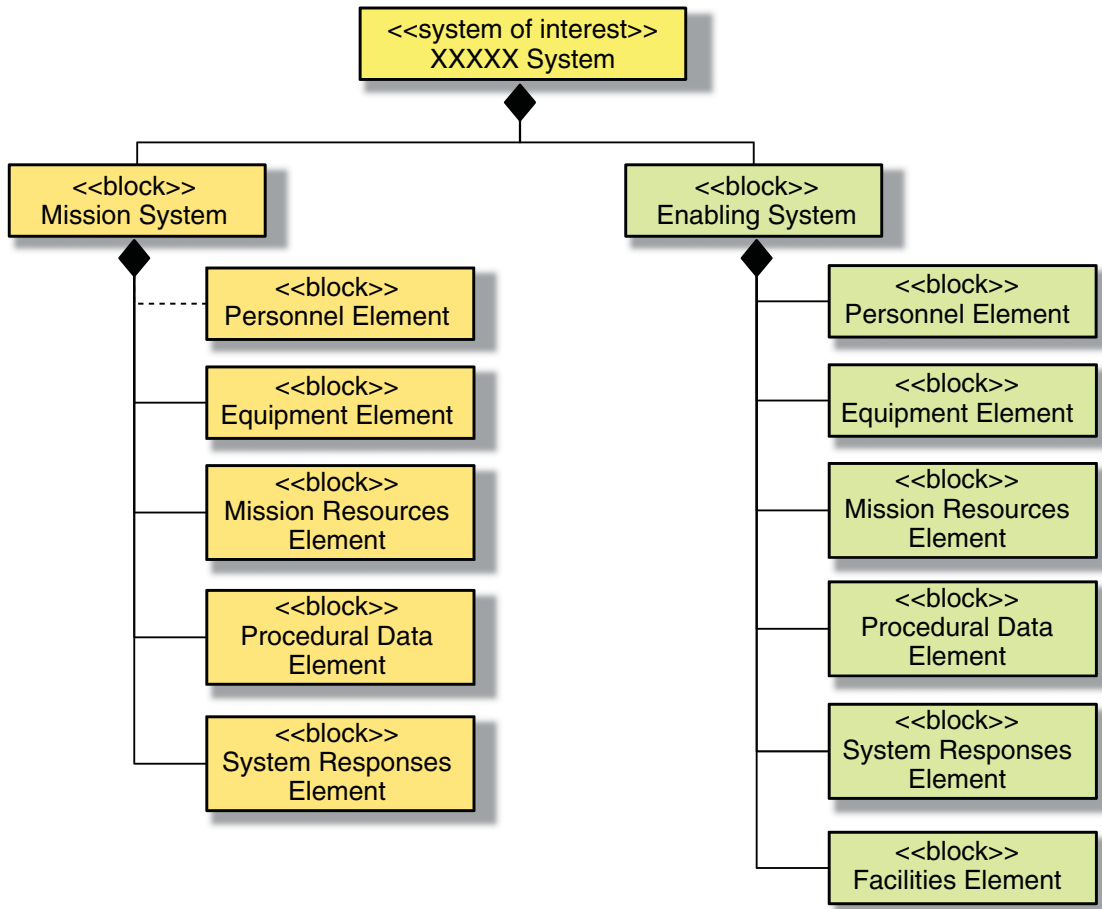 <<system of interest>>
XXXXX System
<<block>>
Mission System
<<block>>
Personnel Element
<<block>>
Equipment Element
<<block>>
Mission Resources
Element
<<block>>
Procedural Data
Element
<<block>>
System Responses
Element
<<block>>
Enabling System
<<block>>
Personnel Element
<<block>>
Equipment Element
<<block>>
Mission Resources
Element
<<block>>
Procedural Data
Element
<<block>>
System Responses
Element
<<block>>
Facilities Element